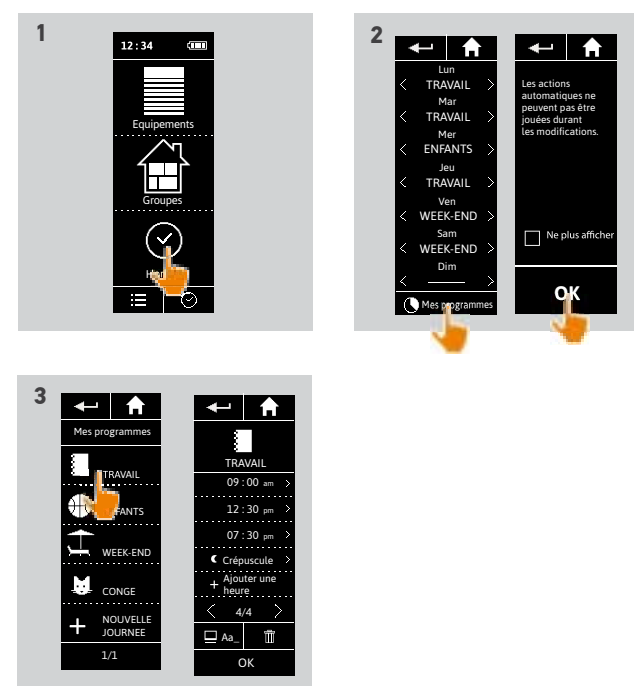 1
12:34
Equipements
Groupes
2
Lun
TRAVAIL
Mar
TRAVAIL
Mer
ENFANTS
Jeu
TRAVAIL
Ven
WEEK-END
Sam
WEEK-END
Dim
Mes programmes
Les actions
automatiques ne
peuvent pas être
jouées durant
les modifications.
Ne plus afficher
OK
3
Mes programmes
TRAVAIL
FANTS
WEEK-END
CONGE
+ NOUVELLE
JOURNEE
1/1
TRAVAIL
09 : 00 am >
12 : 30 pm >
07 : 30 pm >
Crépuscule >
+ Ajouter une
heure
< 4/4 >
Aa_
OK